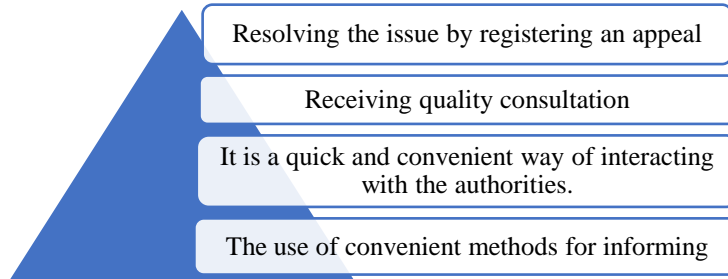 Resolving the issue by registering an appeal
Receiving quality consultation
It is a quick and convenient way of interacting
with the authorities.
The use of convenient methods for informing